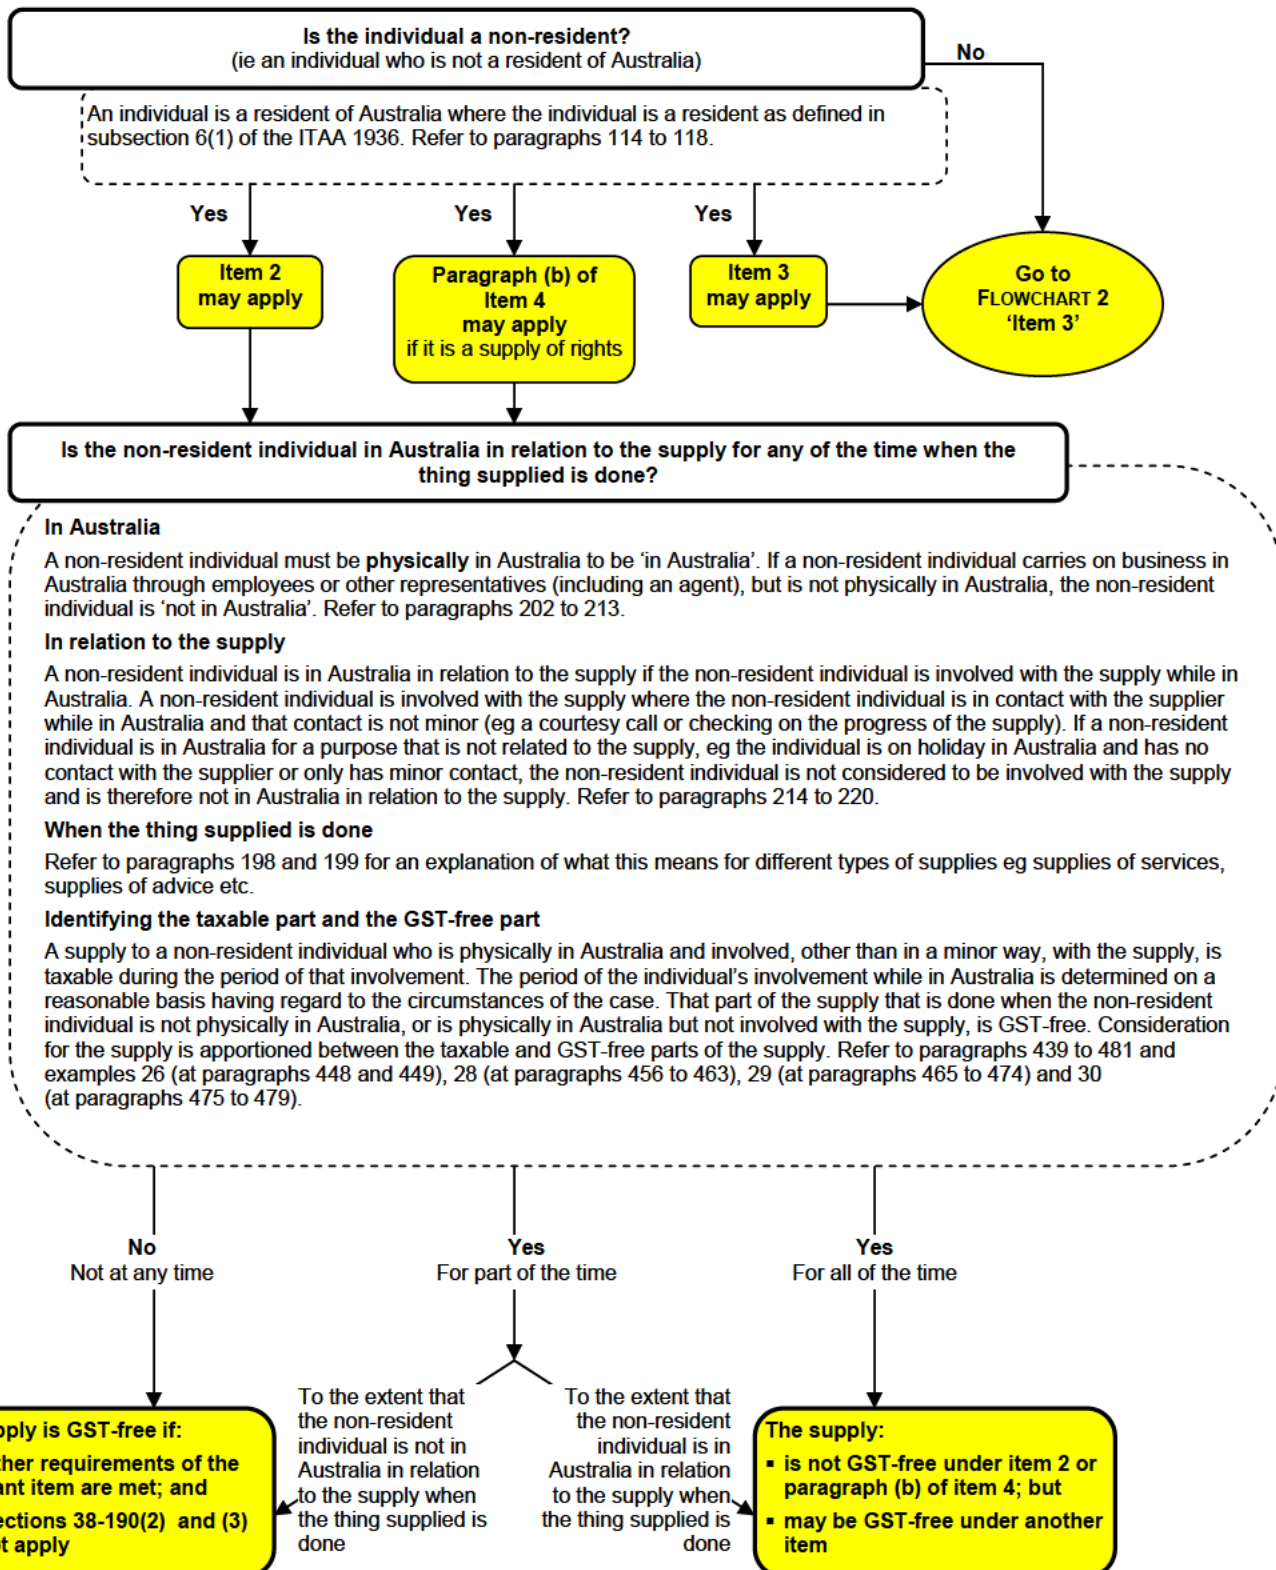 Is the individual a non-resident?
(ie an individual who is not a resident of Australia)
No
An individual is a resident of Australia where the individual is a resident as defined in
subsection 6(1) of the ITAA 1936. Refer to paragraphs 114 to 118.
Yes
Yes
Yes
Item 2
may apply
Paragraph (b) of
Item 4
may apply
if it is a supply of rights
Item 3
may apply
Go to
FLOWCHART 2
‘Item 3’
Is the non-resident individual in Australia in relation to the supply for any of the time when the
thing supplied is done?
In Australia
A non-resident individual must be physically in Australia to be ‘in Australia’. If a non-resident individual carries on business in
Australia through employees or other representatives (including an agent), but is not physically in Australia, the non-resident
individual is ‘not in Australia’. Refer to paragraphs 202 to 213.
In relation to the supply
A non-resident individual is in Australia in relation to the supply if the non-resident individual is involved with the supply while in
Australia. A non-resident individual is involved with the supply where the non-resident individual is in contact with the supplier
while in Australia and that contact is not minor (eg a courtesy call or checking on the progress of the supply). If a non-resident
individual is in Australia for a purpose that is not related to the supply, eg the individual is on holiday in Australia and has no
contact with the supplier or only has minor contact, the non-resident individual is not considered to be involved with the supply
and is therefore not in Australia in relation to the supply. Refer to paragraphs 214 to 220.
When the thing supplied is done
Refer to paragraphs 198 and 199 for an explanation of what this means for different types of supplies eg supplies of services,
supplies of advice etc.
Identifying the taxable part and the GST-free part
A supply to a non-resident individual who is physically in Australia and involved, other than in a minor way, with the supply, is
taxable during the period of that involvement. The period of the individual’s involvement while in Australia is determined on a
reasonable basis having regard to the circumstances of the case. That part of the supply that is done when the non-resident
individual is not physically in Australia, or is physically in Australia but not involved with the supply, is GST-free. Consideration
for the supply is apportioned between the taxable and GST-free parts of the supply. Refer to paragraphs 439 to 481 and
examples 26 (at paragraphs 448 and 449), 28 (at paragraphs 456 to 463), 29 (at paragraphs 465 to 474) and 30
(at paragraphs 475 to 479).
No
Not at any time
Yes
For part of the time
Yes
For all of the time
is GST-free if:
requirements of the
item are met; and
38-190(2) and (3)
apply
To the extent that
the non-resident
individual is not in
Australia in relation
to the supply when
the thing supplied is
done
To the extent that
the non-resident
individual is in
Australia in relation
to the supply when
the thing supplied is
done
The supply:
▪ is not GST-free under item 2 or
paragraph (b) of item 4; but
▪ may be GST-free under another
item